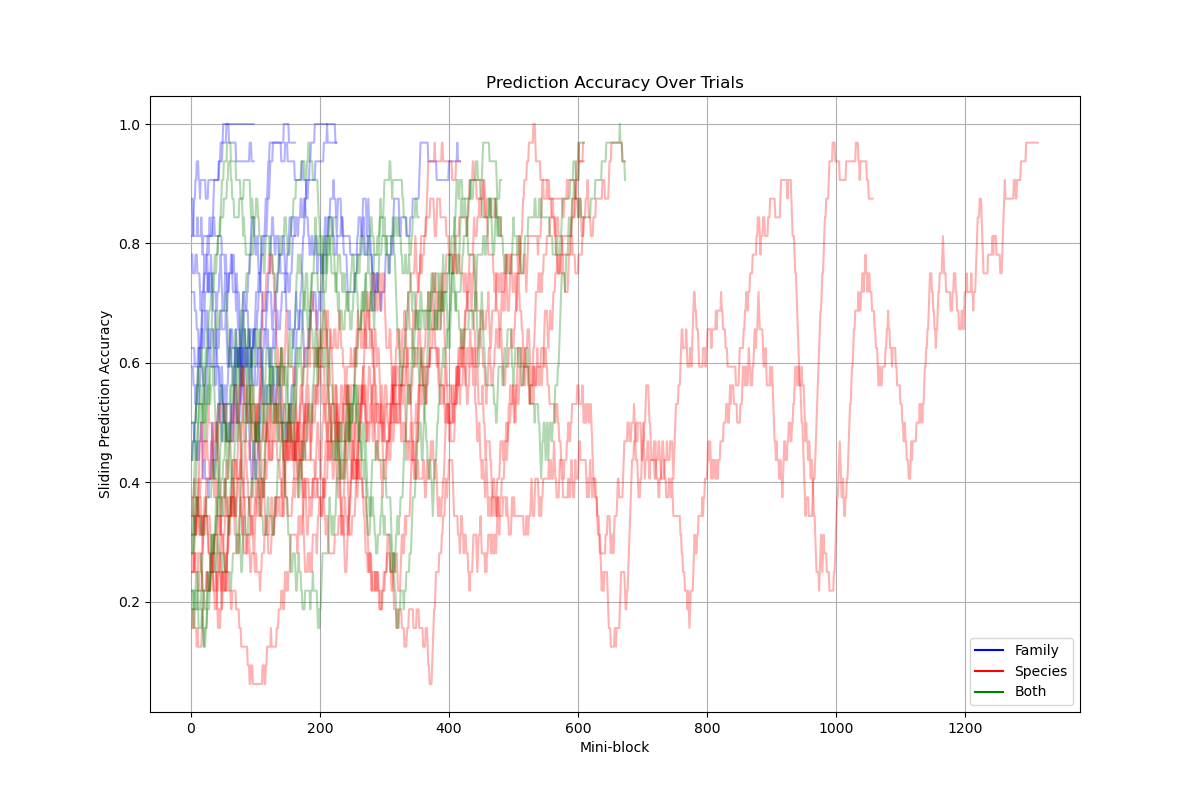 Prediction Accuracy Over Trials
1.0
0.8
0.6
0.4
0.2
Sliding Prediction Accuracy
Family
Species
Both
0 200 400 600 800 1000 1200
Mini-block